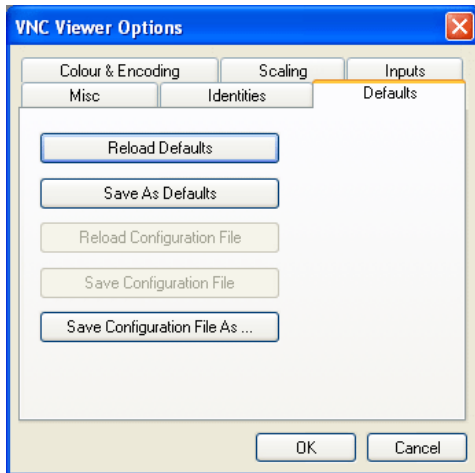 VNC Viewer Options
Colour & Encoding Scaling Inputs
Misc Identities Defaults
Reload Defaults
Save As Defaults
Reload Configuration File
Save Configuration File
Save Configuration File As ...
OK Cancel